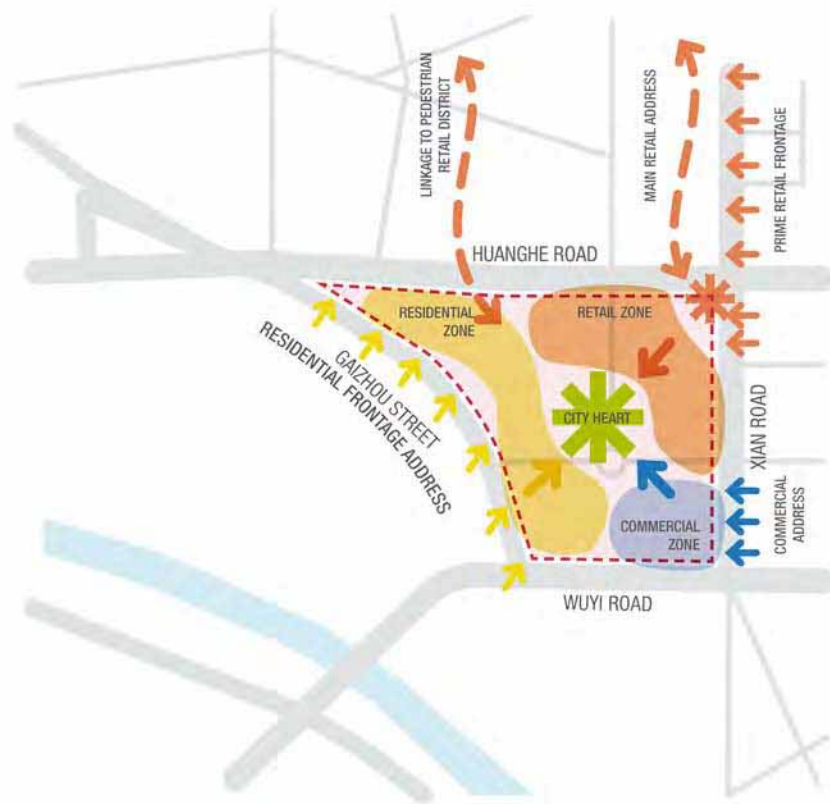 LINKAGE TO PEDESTRIAN
RETAIL DISTRICT
MAIN RETAIL ADDRESS
PRIME RETAIL FRONTAGE
HUANGHE ROAD
RESIDENTIAL
ZONE
RETAIL ZONE
GAIZHOU STREET
RESIDENTIAL FRONTAGE ADDRESS
CITY HEART
XIAN ROAD
COMMERCIAL
ZONE
COMMERCIAL
ADDRESS
WUYI ROAD